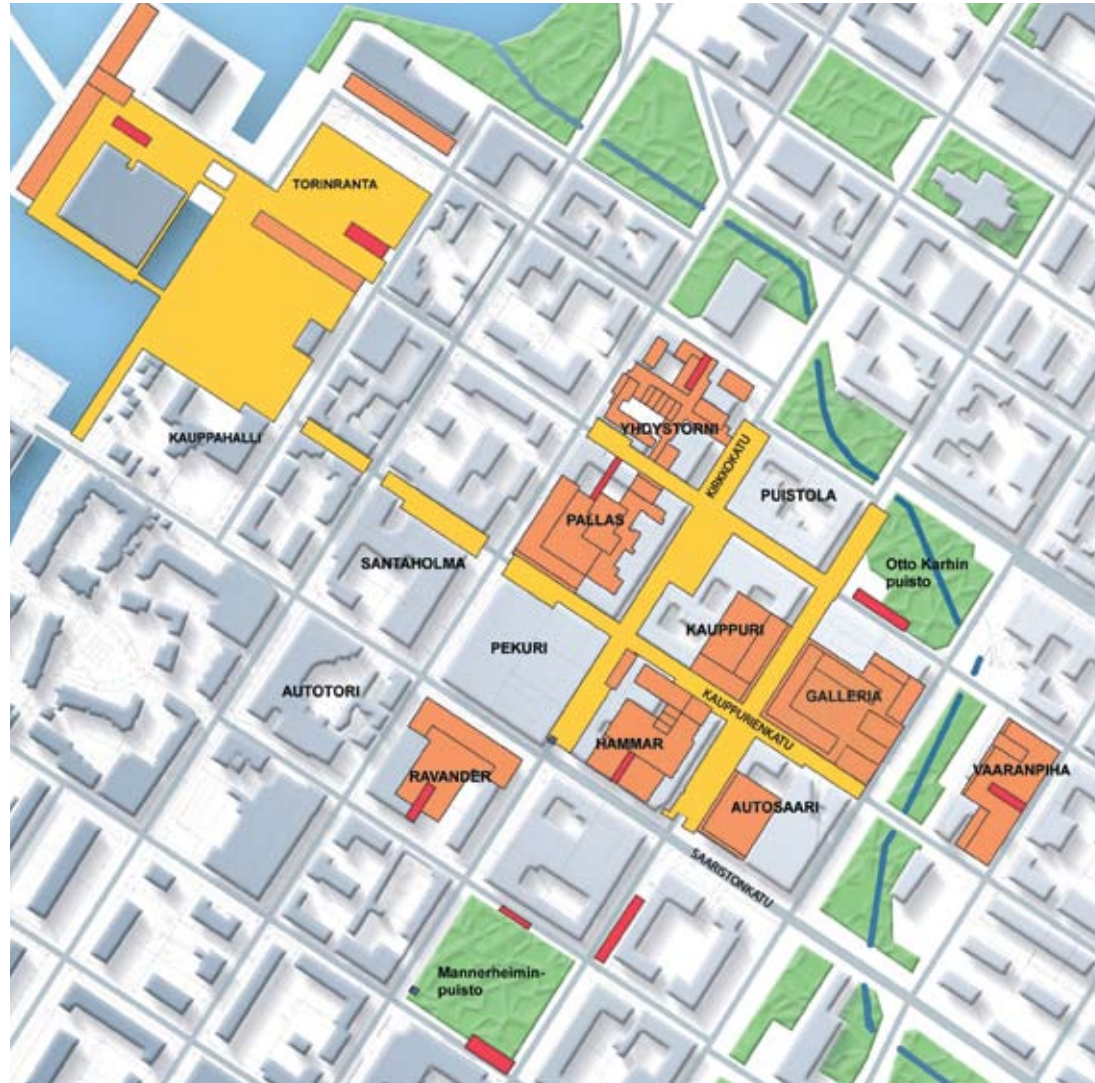 TORINRANTA
KAUPPAHALLI
YHDYSTORNI
KIRKKOKATU
PUISTOLA
PALLAS
SANTAHOLMA
Otto Karhin
puisto
KAUPPURI
PEKURI
AUTOTORI
GALLERIA
KAUPPURIENKATU
HAMMAR
VAARANPIHA
RAVANDER
AUTOSAARI
SAARISTONKATU
Mannerheimin-
puisto